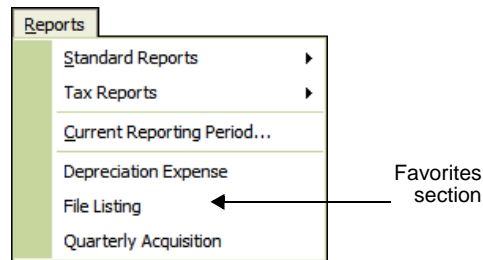 Reports
Standard Reports
Tax Reports
Current Reporting Period...
Depreciation Expense
File Listing
Quarterly Acquisition
Favorites
section